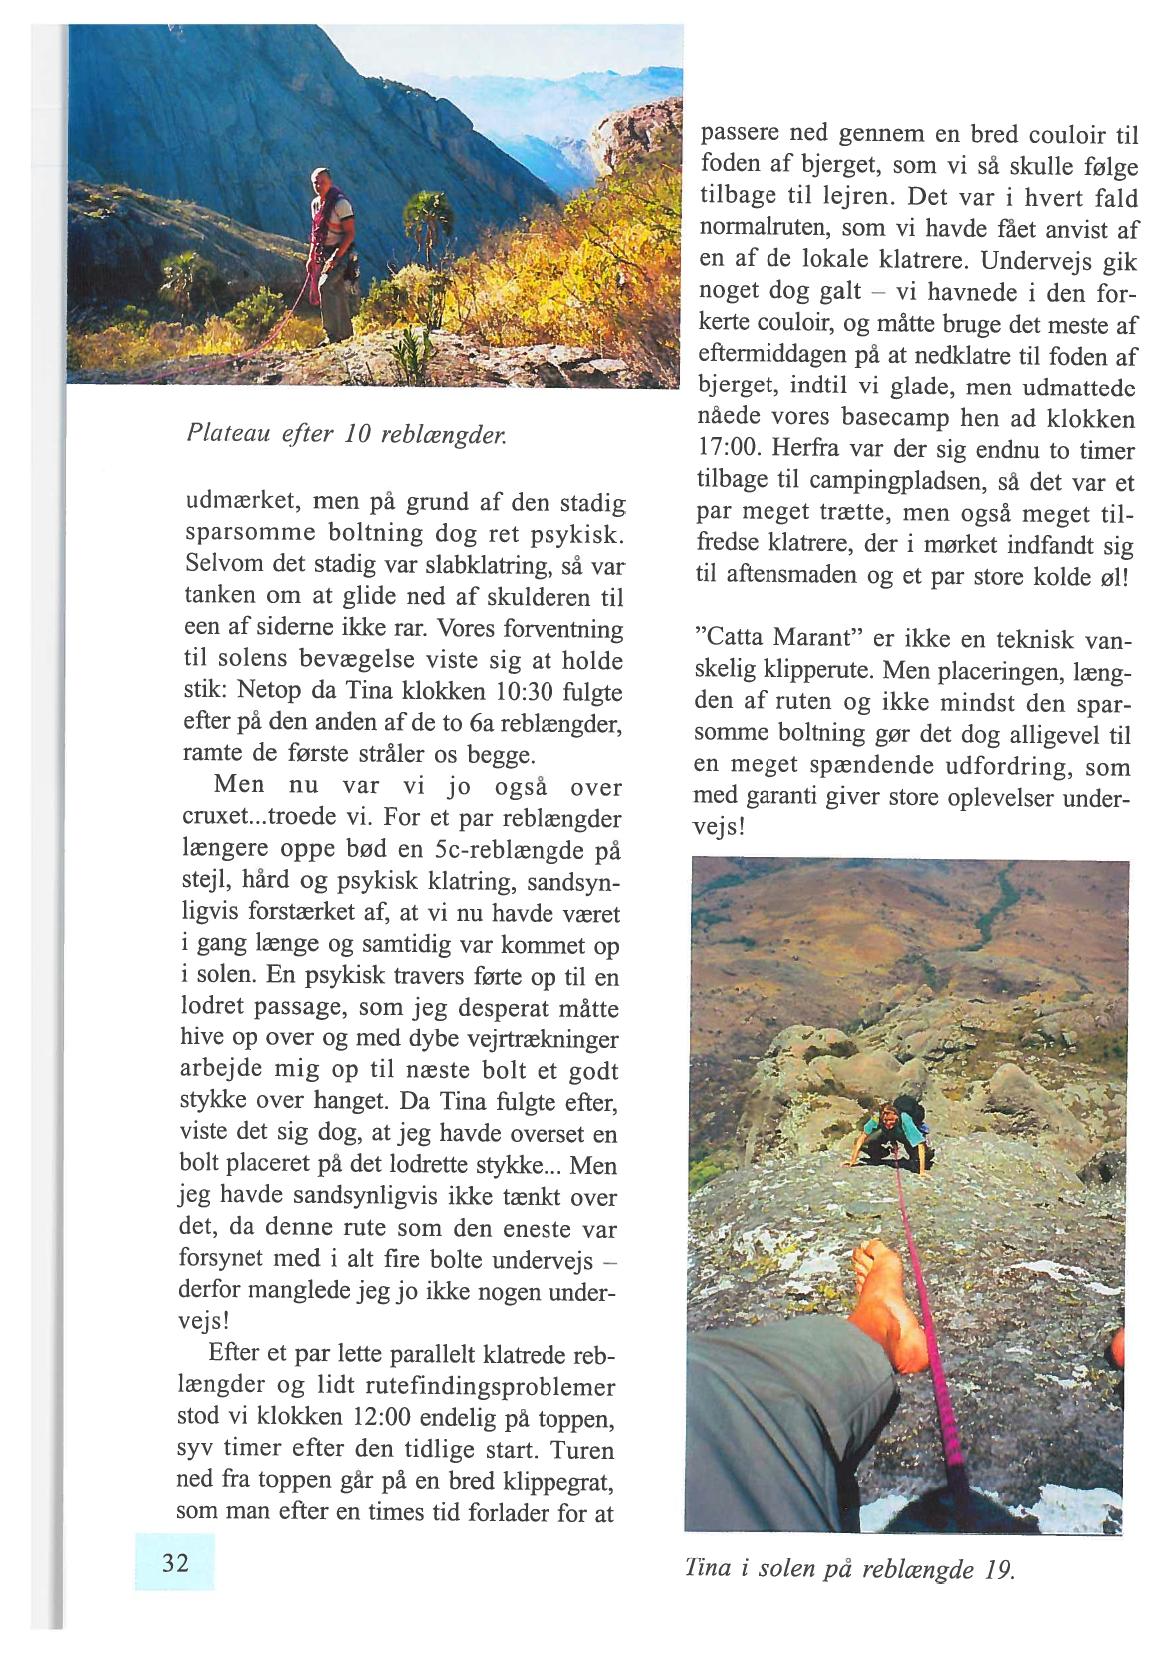 Plateau efter 10 reblængder.
udmærket, men på grund af den stadig
sparsomme boltning dog ret psykisk.
Selvom det stadig var slabklatring, så var
tanken om at glide ned af skulderen til
een af siderne ikke rar. Vores forventning
til solens bevægelse viste sig at holde
stik: Netop da Tina klokken 10:30 fulgte
efter på den anden af de to 6a reblængder,
ramte de første stråler os begge.
Men nu var vi jo også over
cruxet...troede vi. For et par reblængder
længere oppe bød en 5c-reblængde på
stejl, hård og psykisk klatring, sandsyn-
ligvis forstærket af, at vi nu havde været
i gang længe og samtidig var kommet op
i solen. En psykisk travers førte op til en
lodret passage, som jeg desperat måtte
hive op over og med dybe vejrtrækninger
arbejde mig op til næste bolt et godt
stykke over hanget. Da Tina fulgte efter,
viste det sig dog, at jeg havde overset en
bolt placeret på det lodrette stykke... Men
jeg havde sandsynligvis ikke tænkt over
det, da denne rute som den eneste var
forsynet med i alt fire bolte undervejs –
derfor manglede jeg jo ikke nogen under-
vejs!
Efter et par lette parallelt klatrede reb-
længder og lidt rutefindingsproblemer
stod vi klokken 12:00 endelig på toppen,
syv timer efter den tidlige start. Turen
ned fra toppen går på en bred klippegrat,
som man efter en times tid forlader for at
passere ned gennem en bred couloir til
foden af bjerget, som vi så skulle følge
tilbage til lejren. Det var i hvert fald
normalruten, som vi havde fået anvist af
en af de lokale klatrere. Undervejs gik
noget dog galt – vi havnede i den for-
kerte couloir, og måtte bruge det meste af
eftermiddagen på at nedklatre til foden af
bjerget, indtil vi glade, men udmattede
nåede vores basecamp hen ad klokken
17:00. Herfra var der sig endnu to timer
tilbage til campingpladsen, så det var et
par meget trætte, men også meget til-
fredse klatrere, der i mørket indfandt sig
til aftensmaden og et par store kolde øl!
”Catta Marant” er ikke en teknisk van-
skelig klipperute. Men placeringen, læng-
den af ruten og ikke mindst den spar-
somme boltning gør det dog alligevel til
en meget spændende udfordring, som
med garanti giver store oplevelser under-
vejs!
Tina i solen på reblængde 19.
32